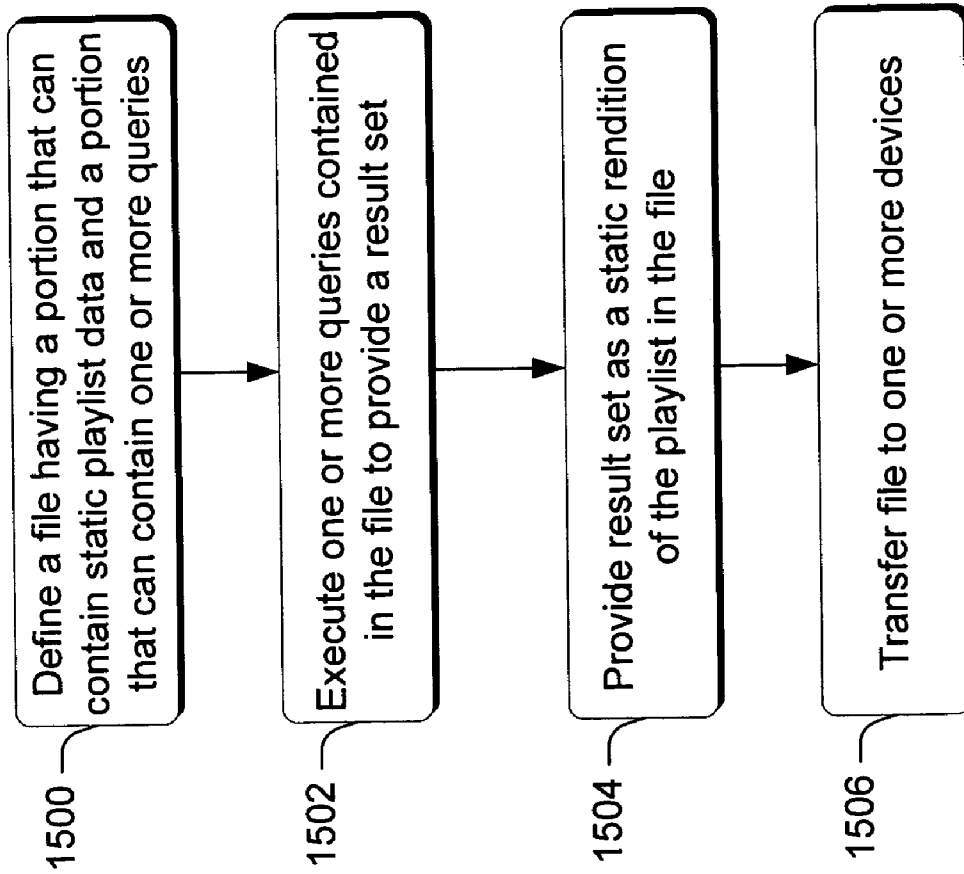 1500
Define a file having a portion that can
contain static playlist data and a portion
that can contain one or more queries
1502
Execute one or more queries contained
in the file to provide a result set
1504
Provide result set as a static rendition
of the playlist in the file
1506
Transfer file to one or more devices